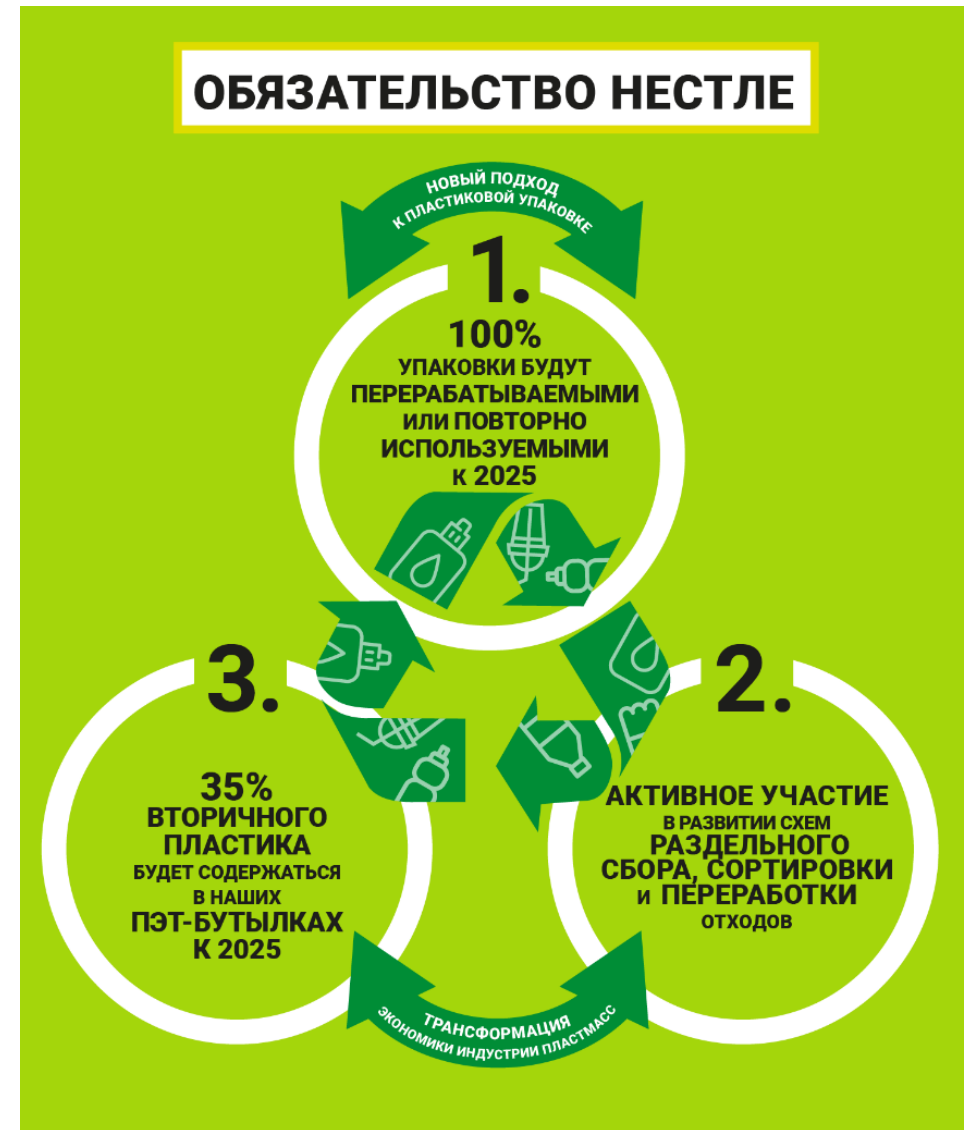 ОБЯЗАТЕЛЬСТВО НЕСТЛЕ
НОВЫЙ ПОДХОД
К ПЛАСТИКОВОЙ УПАКОВКЕ
1.
100%
УПАКОВКИ БУДУТ
ПЕРЕРАБАТЫВАЕМЫМИ
ИЛИ ПОВТОРНО
ИСПОЛЬЗУЕМЫМИ
К 2025
2.
АКТИВНОЕ УЧАСТИЕ
В РАЗВИТИИ СХЕМ
РАЗДЕЛЬНОГО
СБОРА, СОРТИРОВКИ
И ПЕРЕРАБОТКИ
ОТХОДОВ
3.
35%
ВТОРИЧНОГО
ПЛАСТИКА
БУДЕТ СОДЕРЖАТЬСЯ
В НАШИХ
ПЭТ-БУТЫЛКАХ
К 2025
ТРАНСФОРМАЦИЯ
ЭКОНОМИКИ ИНДУСТРИИ ПЛАСТМАСС